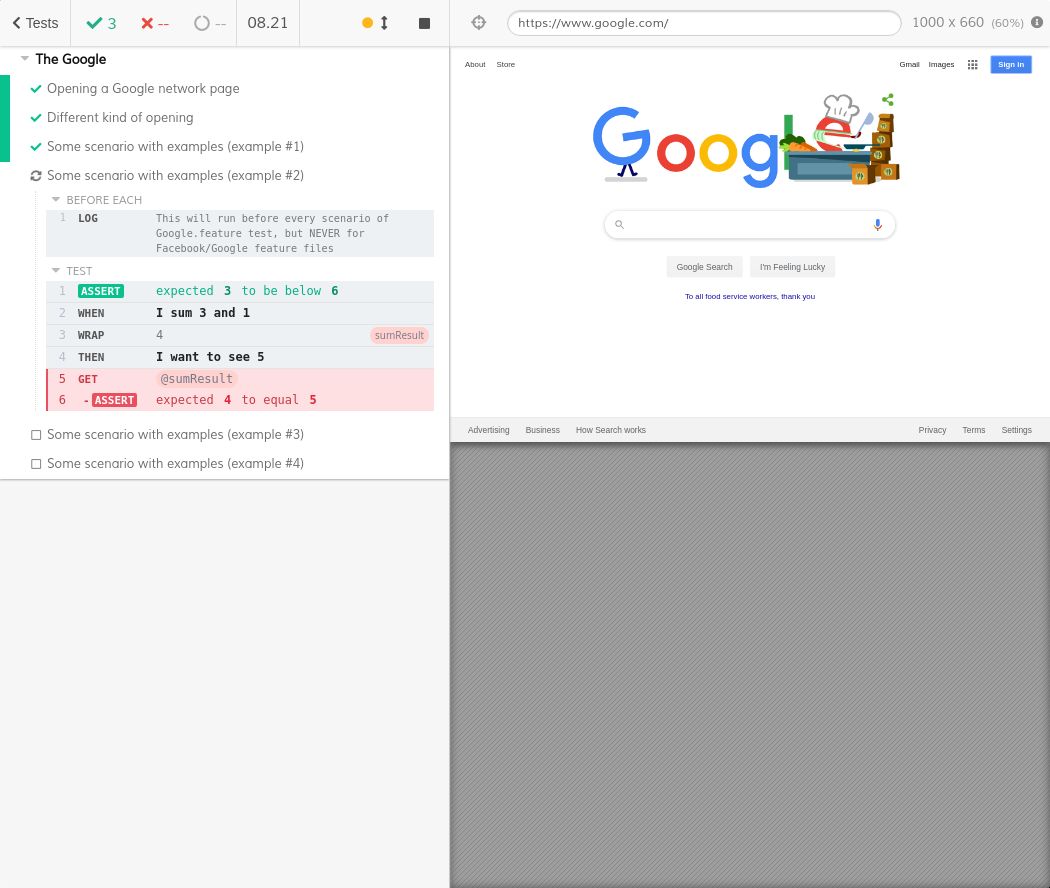 Tests 3 -- -- 08.21
https://www.google.com/ 1000 x 660 (60%)
The Google
Opening a Google network page
Different kind of opening
Some scenario with examples (example #1)
Some scenario with examples (example #2)
BEFORE EACH
1 LOG This will run before every scenario of
Google.feature test, but NEVER for
Facebook/Google feature files
TEST
1 ASSERT expected 3 to be below 6
2 WHEN I sum 3 and 1
3 WRAP 4 sumResult
4 THEN I want to see 5
5 GET @sumResult
6 -ASSERT expected 4 to equal 5
Some scenario with examples (example #3)
Some scenario with examples (example #4)
About Store Gmail Images Sign in
Google
Google Search I'm Feeling Lucky
To all food service workers, thank you
Advertising Business How Search works Privacy Terms Settings